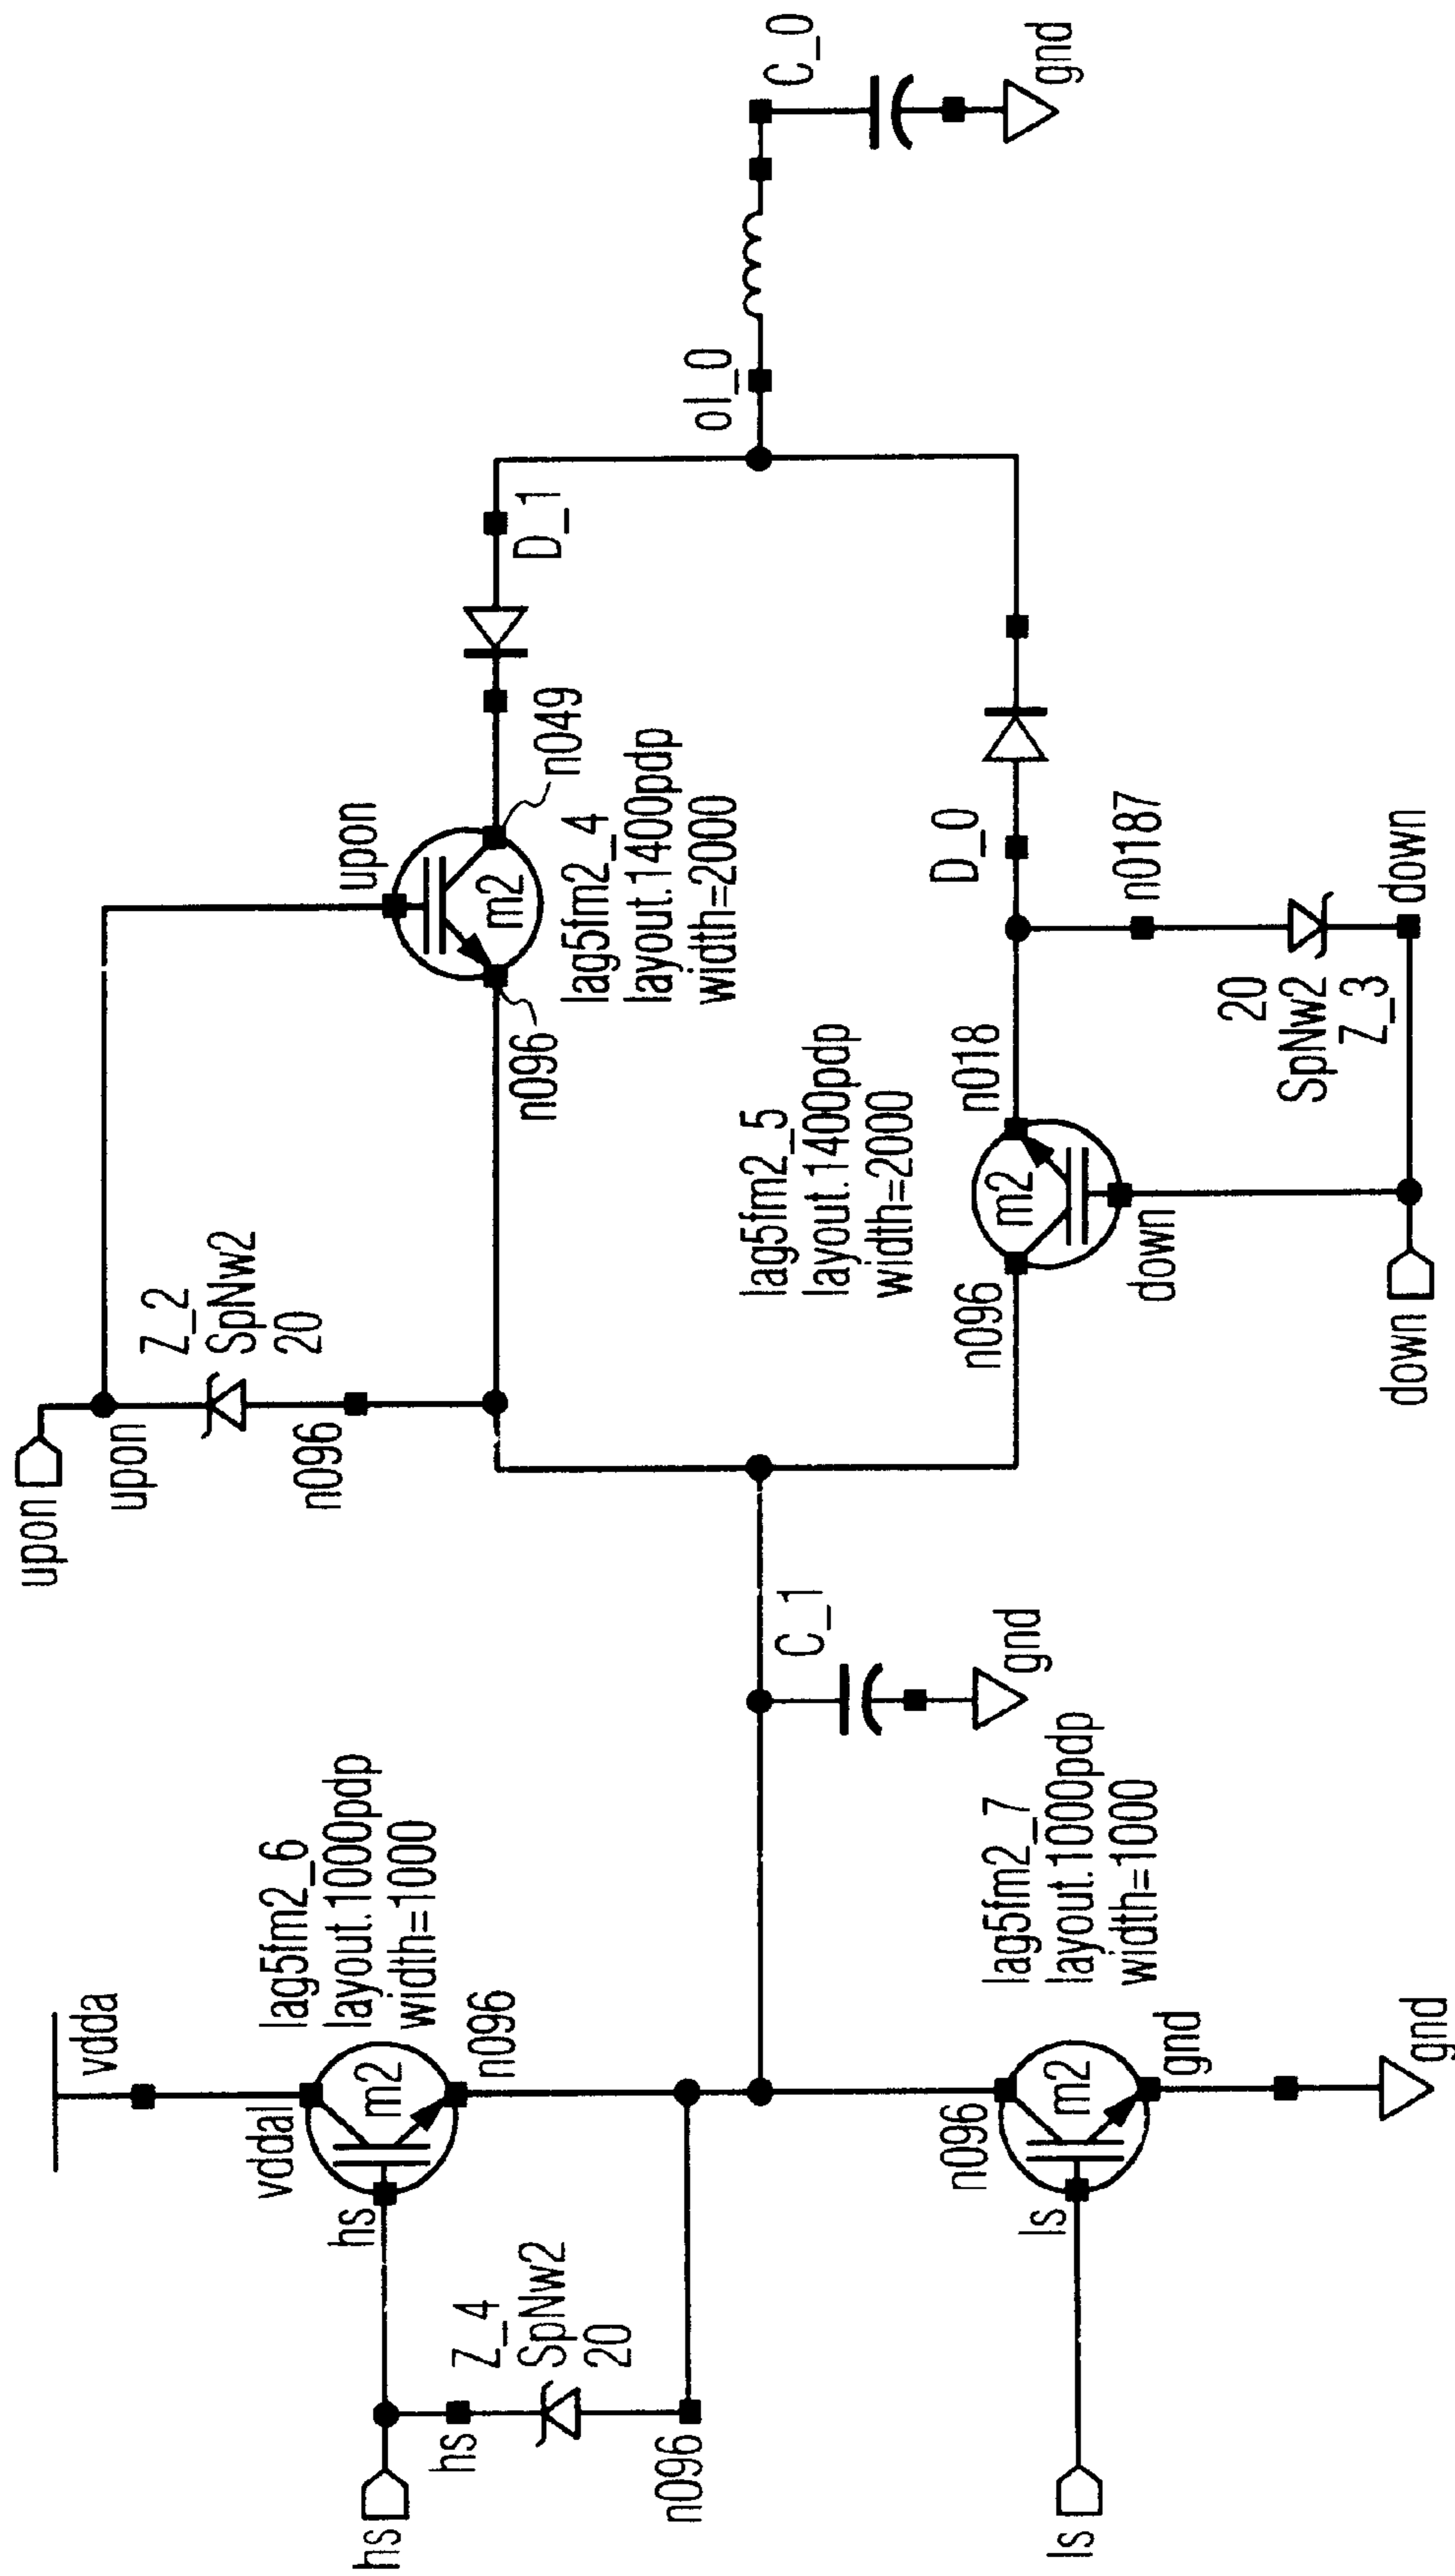 vdda
vddal
lag5fm2_6
layout.1000pdp
width=1000
m2
hs
n096
hs
hs
Z_4
SpNw2
20
n096
C_1
gnd
n096
lag5fm2_7
layout.1000pdp
width=1000
m2
ls
ls
gnd
gnd
upon
upon
Z_2
SpNw2
20
n096
upon
m2
n096
n049
lag5fm2_4
layout.1400pdp
width=2000
D_1
lag5fm2_5
layout.1400pdp
width=2000
n096
m2
n018
down
down
D_0
n0187
20
SpNw2
Z_3
down
ol_0
C_0
gnd